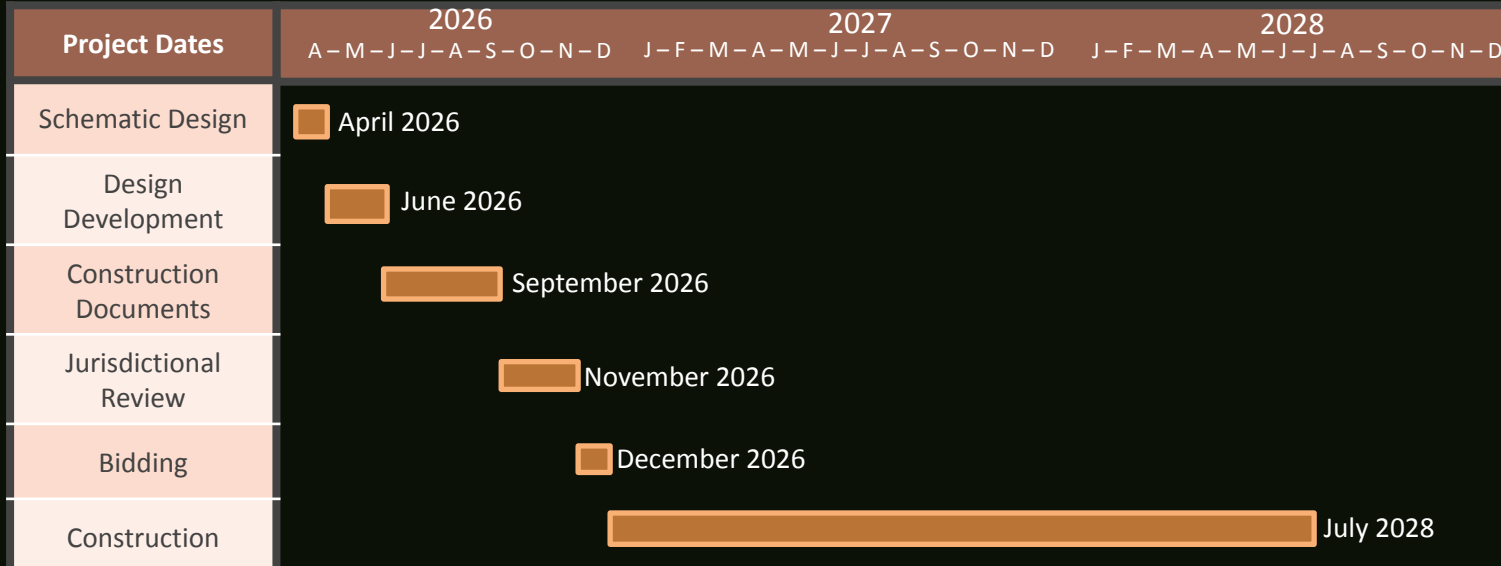 Project Dates
2026
A – M – J – J – A – S – O – N – D
2027
J – F – M – A – M – J – J – A – S – O – N – D
2028
J – F – M – A – M – J – J – A – S – O – N – D
Schematic Design
April 2026
Design
Development
June 2026
Construction
Documents
September 2026
Jurisdictional
Review
November 2026
Bidding
December 2026
Construction
July 2028